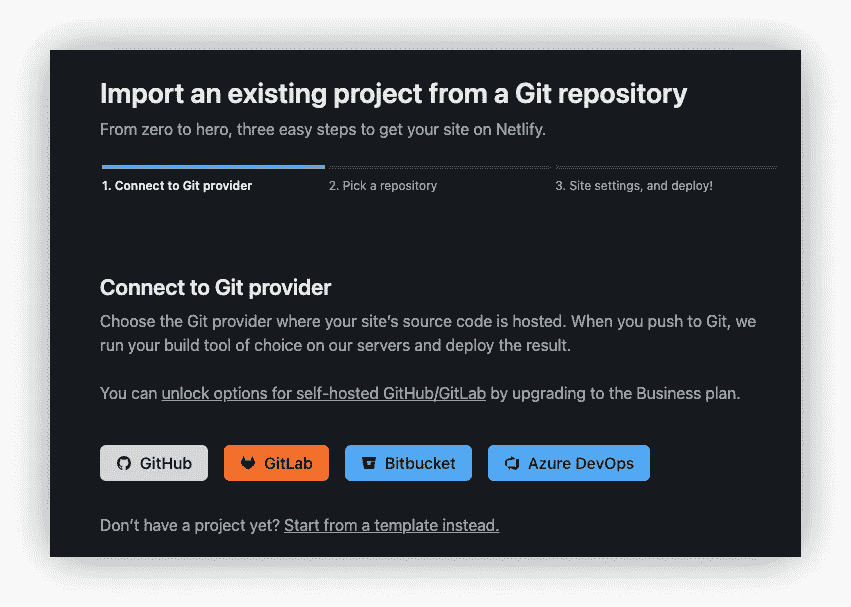 Import an existing project from a Git repository
From zero to hero, three easy steps to get your site on Netlify.
1. Connect to Git provider
2. Pick a repository
3. Site settings, and deploy!
Connect to Git provider
Choose the Git provider where your site’s source code is hosted. When you push to Git, we
run your build tool of choice on our servers and deploy the result.
You can unlock options for self-hosted GitHub/GitLab by upgrading to the Business plan.
GitHub
GitLab
Bitbucket
Azure DevOps
Don’t have a project yet? Start from a template instead.